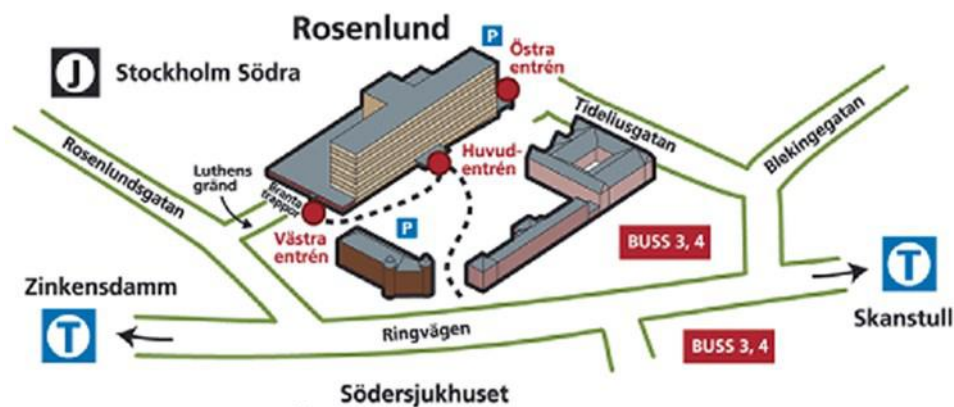 Rosenlund
P
Östra
entrén
J
Stockholm Södra
Tideliusgatan
Blekingegatan
Rosenlundsgatan
Luthens
gränd
Branta
trappor
Huvud-
entrén
Västra
entrén
P
BUSS 3, 4
T
Skanstull
Zinkensdamm
T
Ringvägen
BUSS 3, 4
Södersjukhuset